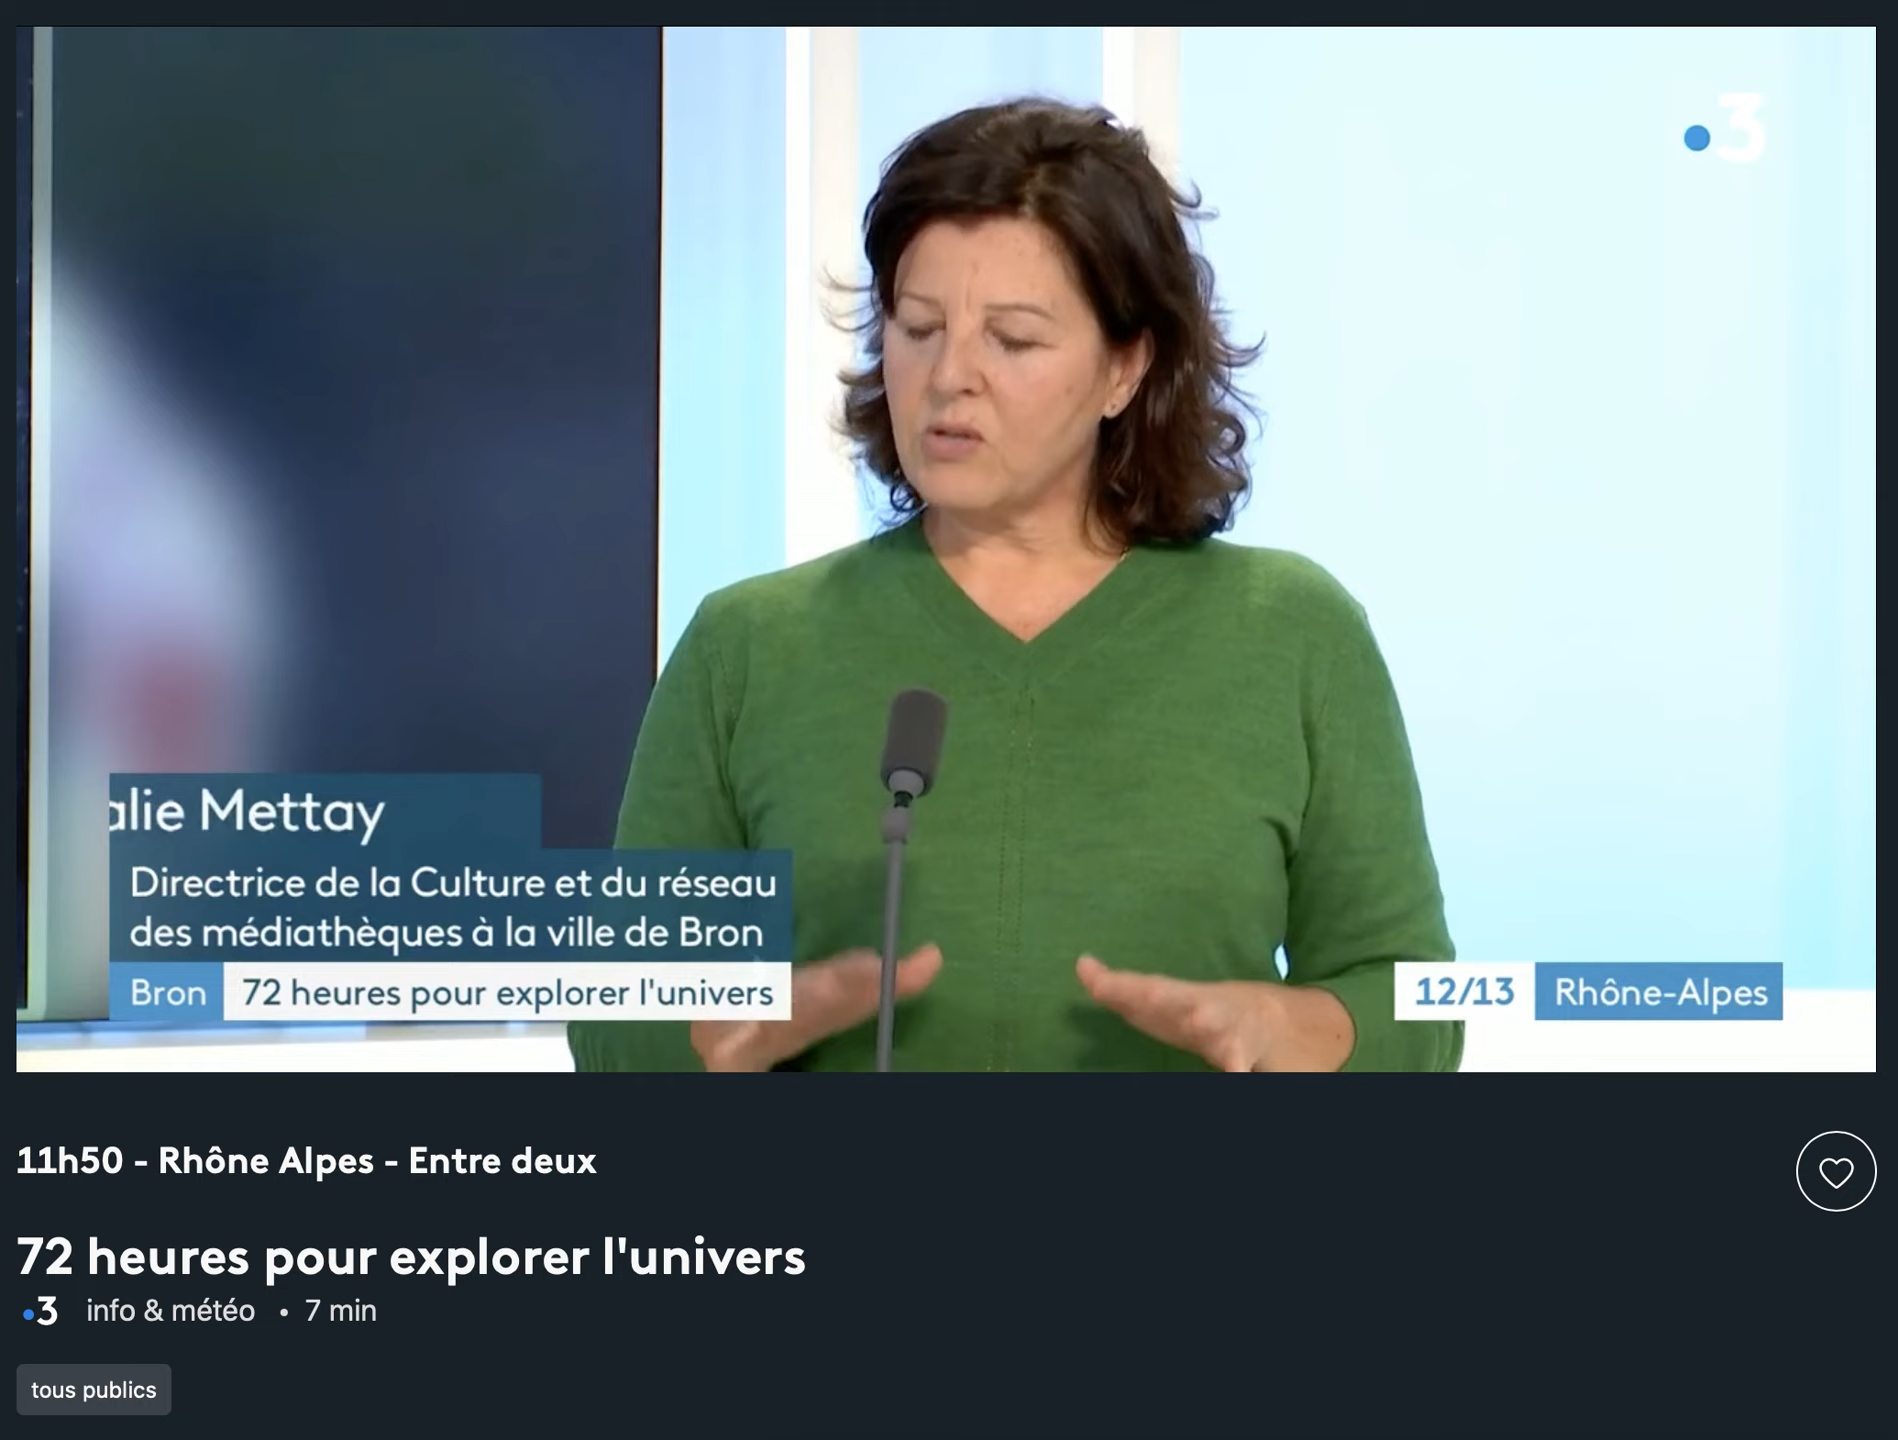 3
alie Mettay
Directrice de la Culture et du réseau
des médiathèques à la ville de Bron
Bron 72 heures pour explorer l'univers
12/13 Rhône-Alpes
11h50 - Rhône Alpes - Entre deux
72 heures pour explorer l'univers
3 info & météo • 7 min
tous publics